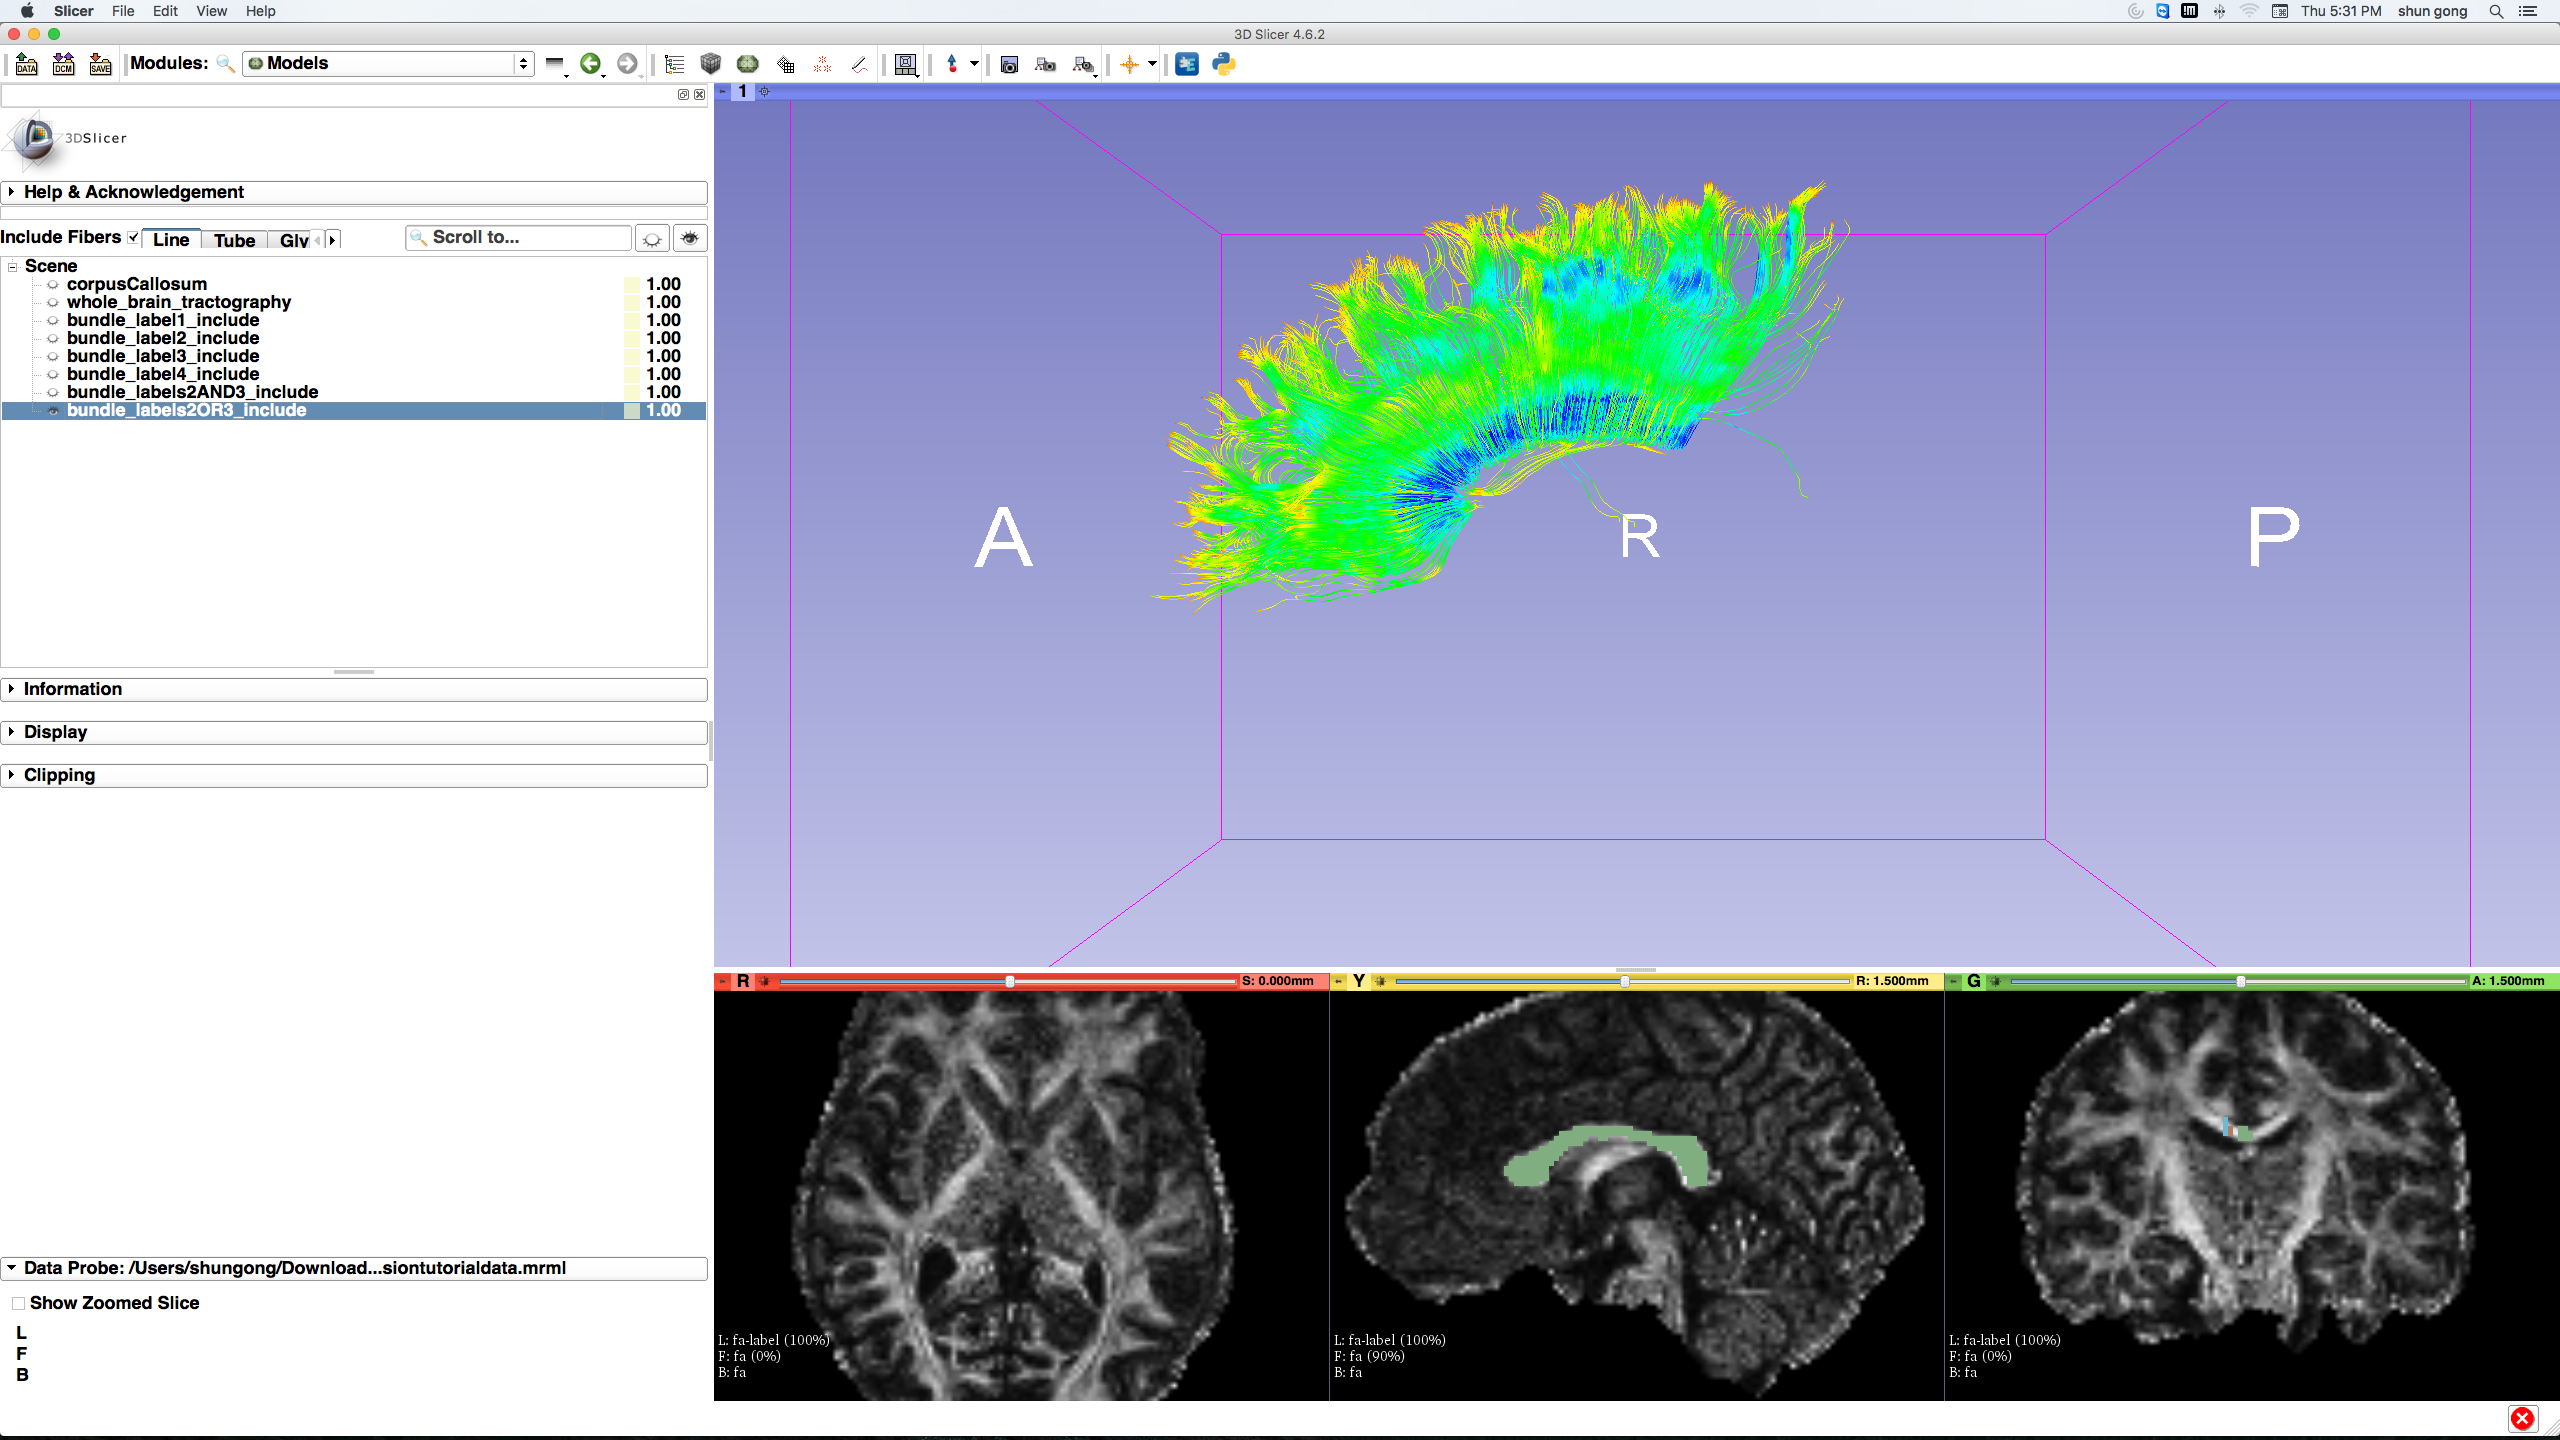 Slicer File Edit View Help
Thu 5:31 PM shun gong
3D Slicer 4.6.2
DATA DCM SAVE Modules: Models
1
3DSlicer
Help & Acknowledgement
Include Fibers Line Tube Gly Scroll to...
Scene
corpusCallosum 1.00
whole_brain_tractography 1.00
bundle_label1_include 1.00
bundle_label2_include 1.00
bundle_label3_include 1.00
bundle_label4_include 1.00
bundle_labels2AND3_include 1.00
bundle_labels2OR3_include 1.00
A R P
Information
Display
Clipping
R S: 0.000mm
Y R: 1.500mm
G A: 1.500mm
Data Probe: /Users/shungong/Download...siontutorialdata.mrml
Show Zoomed Slice
L
F
B
L: fa-label (100%)
F: fa (0%)
B: fa
L: fa-label (100%)
F: fa (90%)
B: fa
L: fa-label (100%)
F: fa (0%)
B: fa